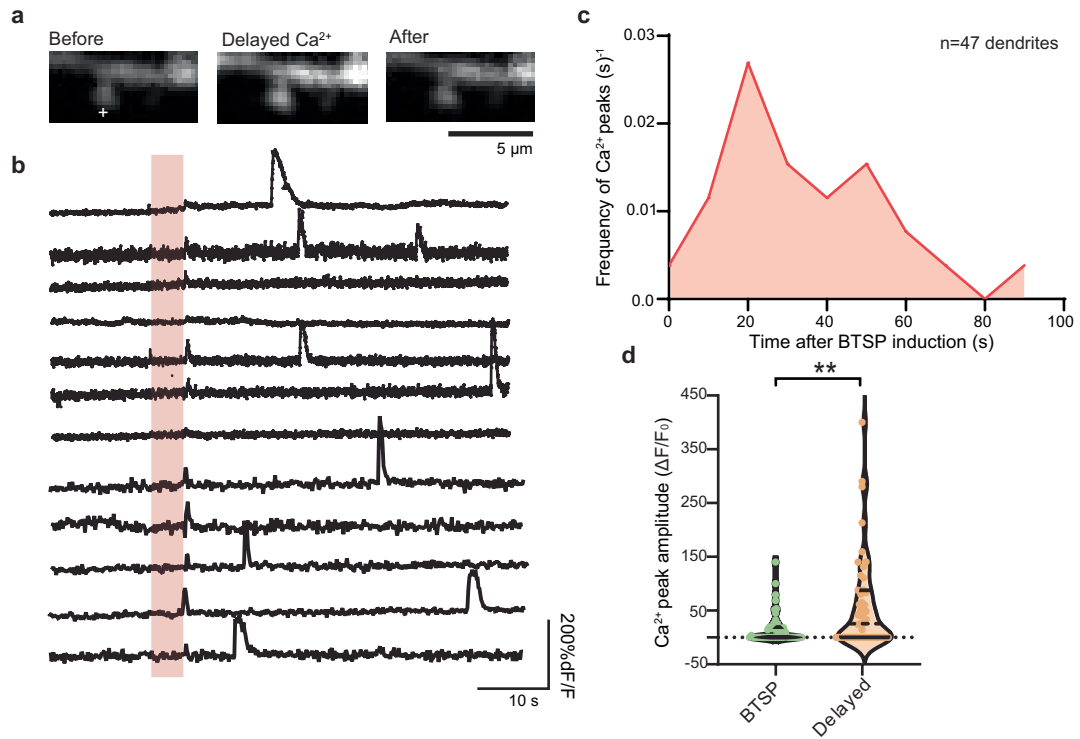 a
Before
Delayed Ca²⁺
After
+
5 µm
b
200%dF/F
10 s
c
n=47 dendrites
Frequency of Ca²⁺ peaks (s)⁻¹
0.03
0.02
0.01
0.0
0
20
40
60
80
100
Time after BTSP induction (s)
d
**
Ca²⁺ peak amplitude (ΔF/F₀)
450
350
250
150
50
-50
BTSP
Delayed